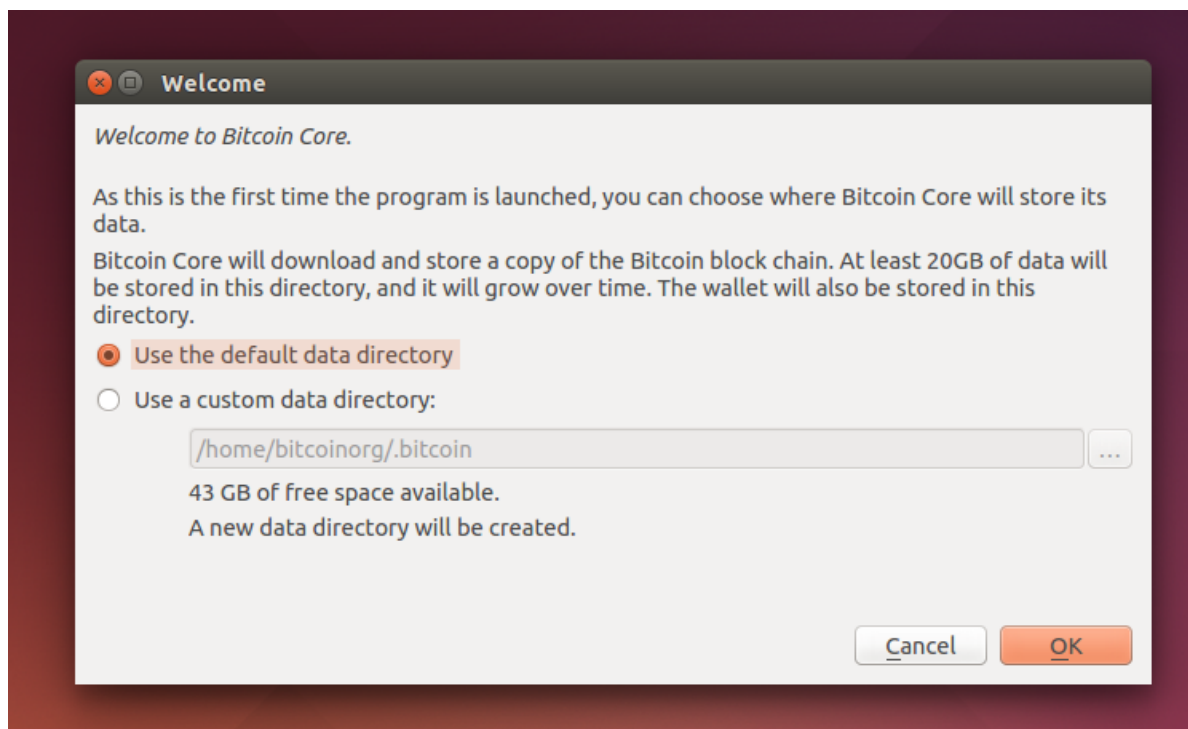 Welcome
Welcome to Bitcoin Core.
As this is the first time the program is launched, you can choose where Bitcoin Core will store its
data.
Bitcoin Core will download and store a copy of the Bitcoin block chain. At least 20GB of data will
be stored in this directory, and it will grow over time. The wallet will also be stored in this
directory.
Use the default data directory
Use a custom data directory:
/home/bitcoinorg/.bitcoin
...
43 GB of free space available.
A new data directory will be created.
Cancel OK